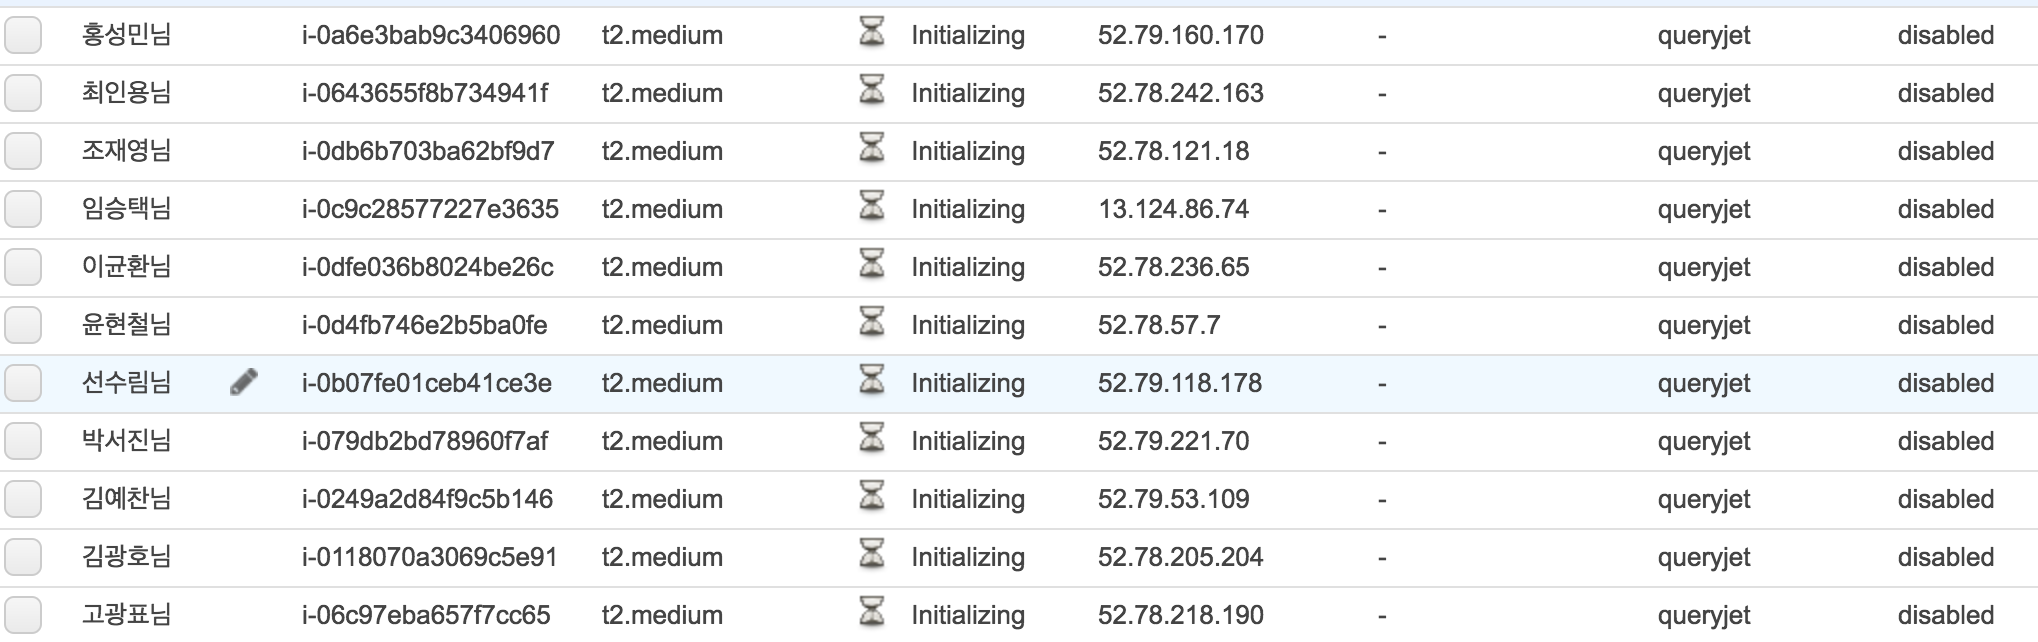 홍성민님 i-0a6e3bab9c3406960 t2.medium Initializing 52.79.160.170 - queryjet disabled
최인용님 i-0643655f8b734941f t2.medium Initializing 52.78.242.163 - queryjet disabled
조재영님 i-0db6b703ba62bf9d7 t2.medium Initializing 52.78.121.18 - queryjet disabled
임승택님 i-0c9c28577227e3635 t2.medium Initializing 13.124.86.74 - queryjet disabled
이균환님 i-0dfe036b8024be26c t2.medium Initializing 52.78.236.65 - queryjet disabled
윤현철님 i-0d4fb746e2b5ba0fe t2.medium Initializing 52.78.57.7 - queryjet disabled
선수림님 i-0b07fe01ceb41ce3e t2.medium Initializing 52.79.118.178 - queryjet disabled
박서진님 i-079db2bd78960f7af t2.medium Initializing 52.79.221.70 - queryjet disabled
김예찬님 i-0249a2d84f9c5b146 t2.medium Initializing 52.79.53.109 - queryjet disabled
김광호님 i-0118070a3069c5e91 t2.medium Initializing 52.78.205.204 - queryjet disabled
고광표님 i-06c97eba657f7cc65 t2.medium Initializing 52.78.218.190 - queryjet disabled